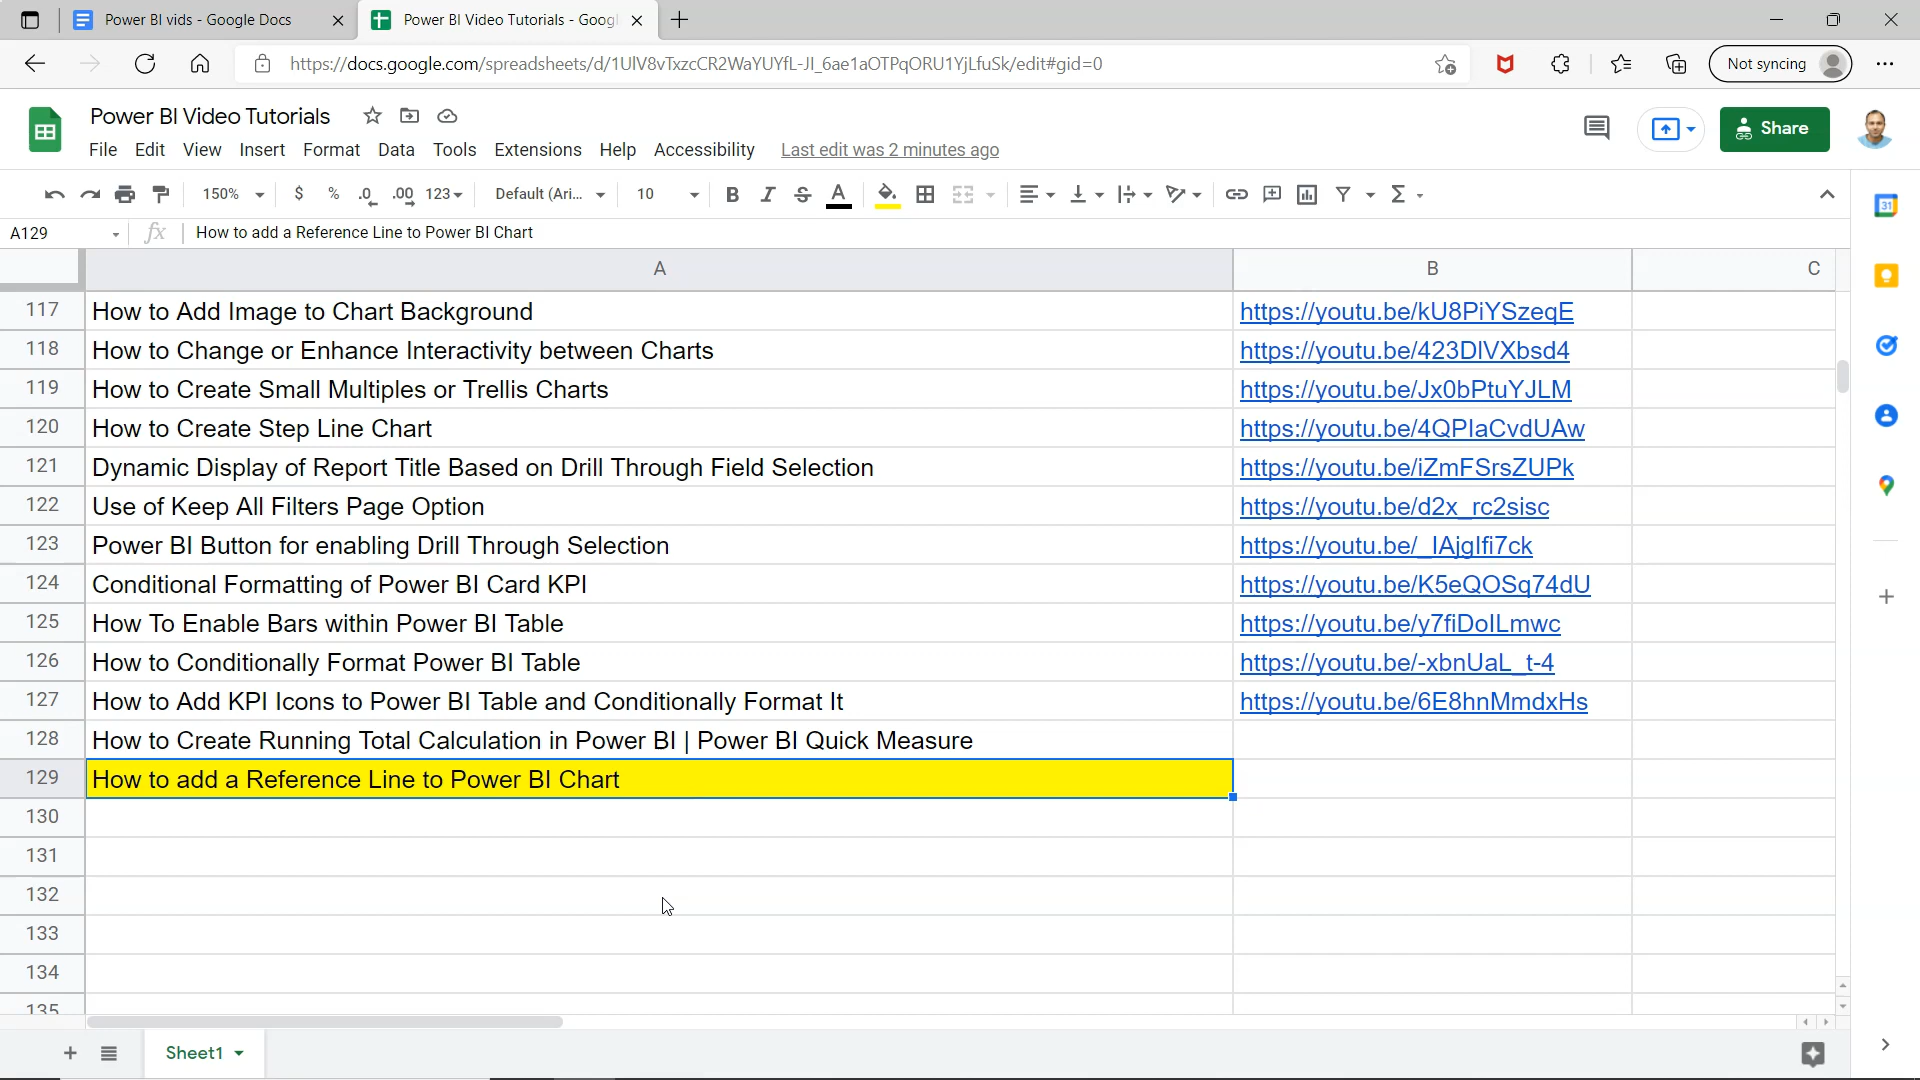 Power BI vids - Google Docs
Power BI Video Tutorials - Googl
https://docs.google.com/spreadsheets/d/1UlV8vTxzcCR2WaYUYfL-JI_6ae1aOTPqORU1YjLfuSk/edit#gid=0
Not syncing
Power BI Video Tutorials
File Edit View Insert Format Data Tools Extensions Help Accessibility Last edit was 2 minutes ago
Share
150% $ % .0 .00 123 Default (Ari... 10 B I S A Σ
A129 fx How to add a Reference Line to Power BI Chart
A B C
117 How to Add Image to Chart Background https://youtu.be/kU8PiYSzeqE
118 How to Change or Enhance Interactivity between Charts https://youtu.be/423DIVXbsd4
119 How to Create Small Multiples or Trellis Charts https://youtu.be/Jx0bPtuYJLM
120 How to Create Step Line Chart https://youtu.be/4QPlaCvdUAw
121 Dynamic Display of Report Title Based on Drill Through Field Selection https://youtu.be/iZmFSrsZUPk
122 Use of Keep All Filters Page Option https://youtu.be/d2x_rc2sisc
123 Power BI Button for enabling Drill Through Selection https://youtu.be/_IAjglfi7ck
124 Conditional Formatting of Power BI Card KPI https://youtu.be/K5eQOSq74dU
125 How To Enable Bars within Power BI Table https://youtu.be/y7fiDolLmwc
126 How to Conditionally Format Power BI Table https://youtu.be/-xbnUaL_t-4
127 How to Add KPI Icons to Power BI Table and Conditionally Format It https://youtu.be/6E8hnMmdxHs
128 How to Create Running Total Calculation in Power BI | Power BI Quick Measure
129 How to add a Reference Line to Power BI Chart
130
131
132
133
134
135
Sheet1
31